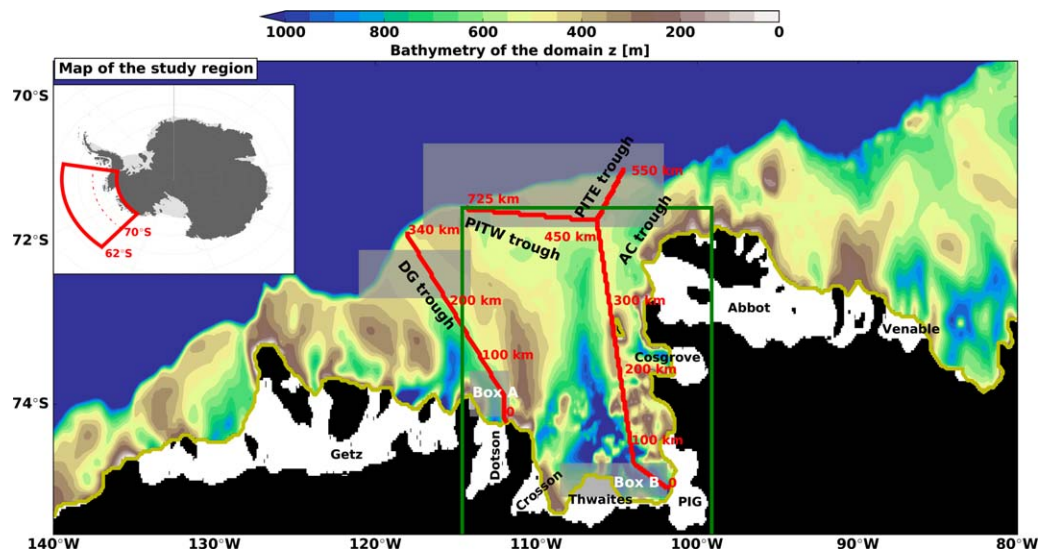 1000 800 600 400 200 0
Bathymetry of the domain z [m]
Map of the study region
70°S
62°S
70°S
72°S
74°S
550 km
PITE trough
725 km
PITW trough
450 km
AC trough
340 km
DG trough
200 km
300 km
Abbot
Venable
100 km
Cosgrove
200 km
Box A
0
100 km
Getz
Dotson
Crosson
Thwaites
Box B
0
PIG
140°W 130°W 120°W 110°W 100°W 90°W 80°W